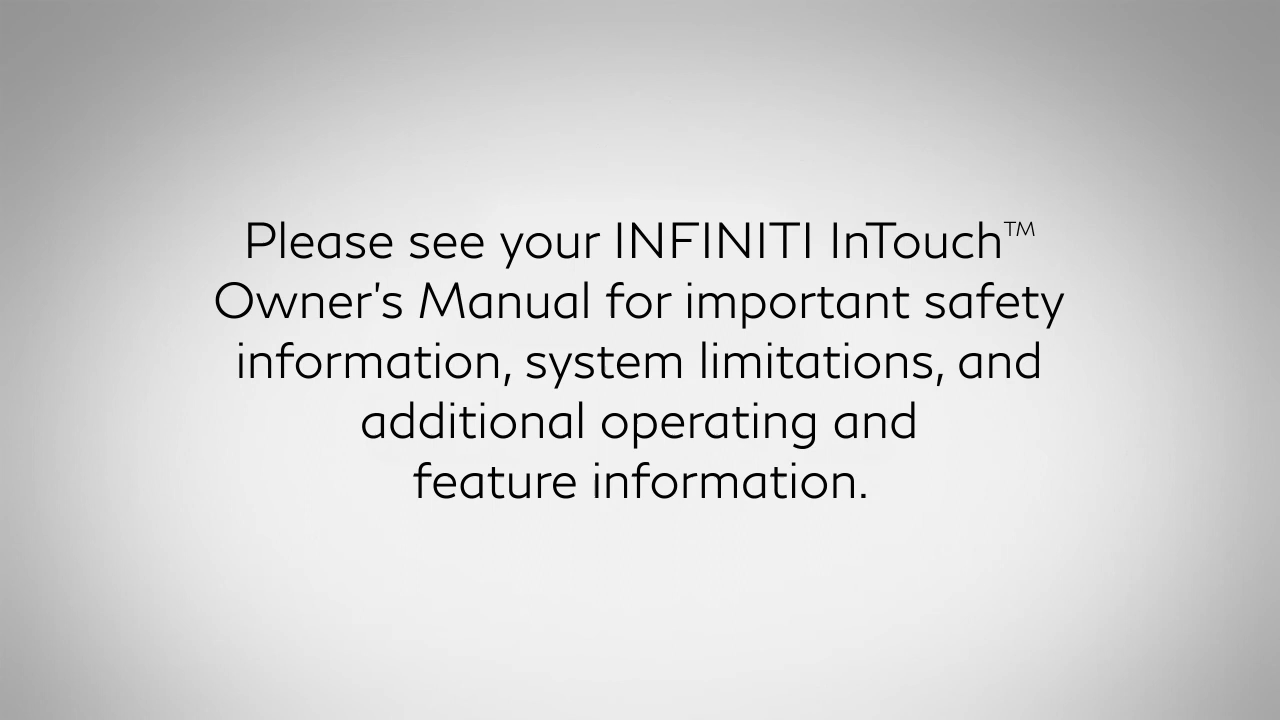 Please see your INFINITI InTouch™
Owner's Manual for important safety
information, system limitations, and
additional operating and
feature information.